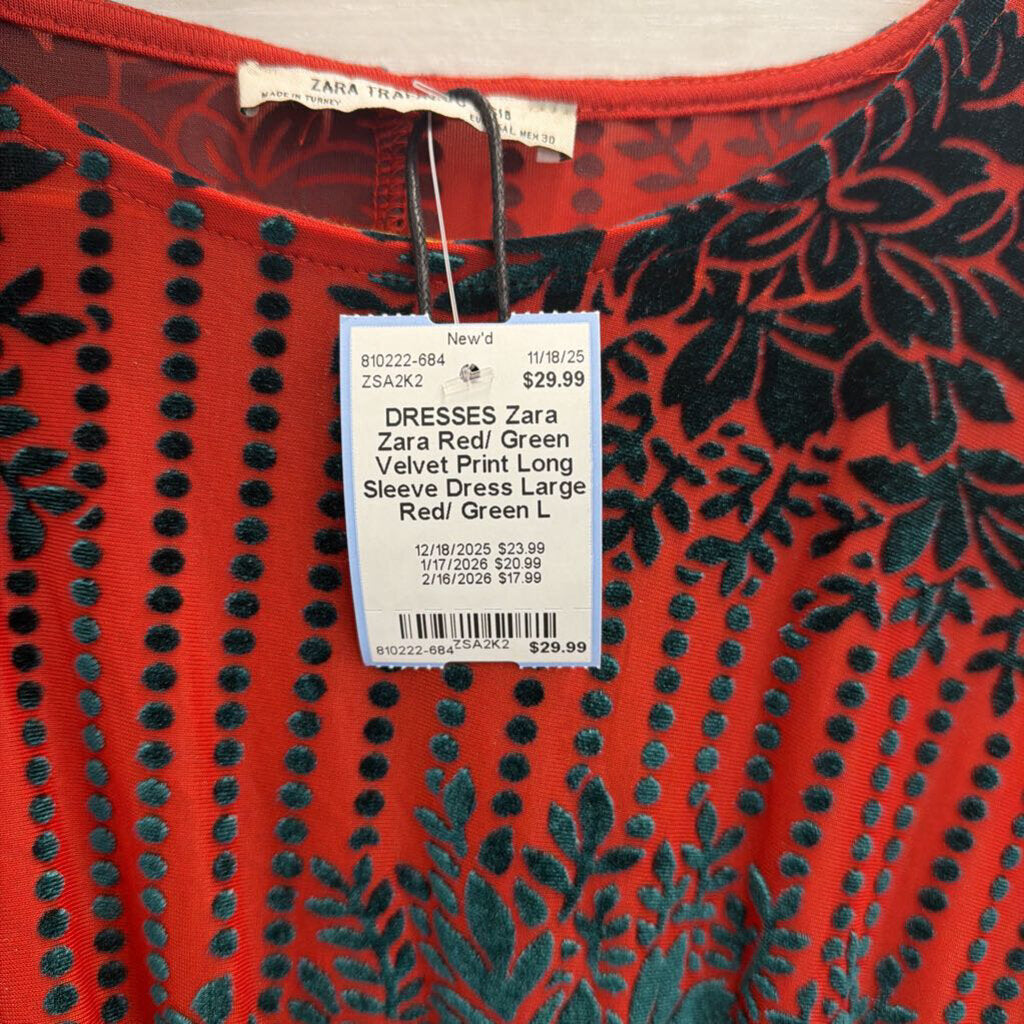 ZARA
MADE IN TURKEY
MEX 30
New'd
810222-684 11/18/25
ZSA2K2 $29.99
DRESSES Zara
Zara Red/ Green
Velvet Print Long
Sleeve Dress Large
Red/ Green L
12/18/2025 $23.99
1/17/2026 $20.99
2/16/2026 $17.99
810222-684 ZSA2K2 $29.99